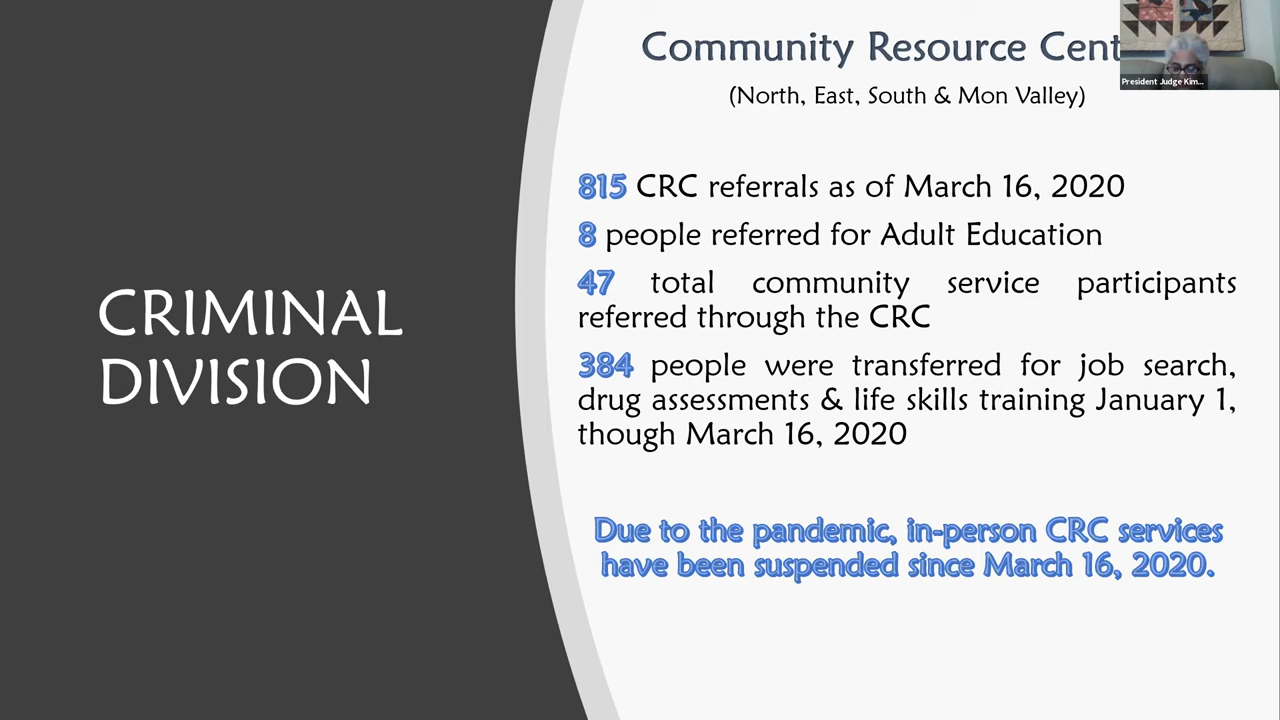 Community Resource Cent
President Judge Kim...
(North, East, South & Mon Valley)
815 CRC referrals as of March 16, 2020
8 people referred for Adult Education
47 total community service participants
referred through the CRC
384 people were transferred for job search,
drug assessments & life skills training January 1,
though March 16, 2020
CRIMINAL
DIVISION
Due to the pandemic, in-person CRC services
have been suspended since March 16, 2020.